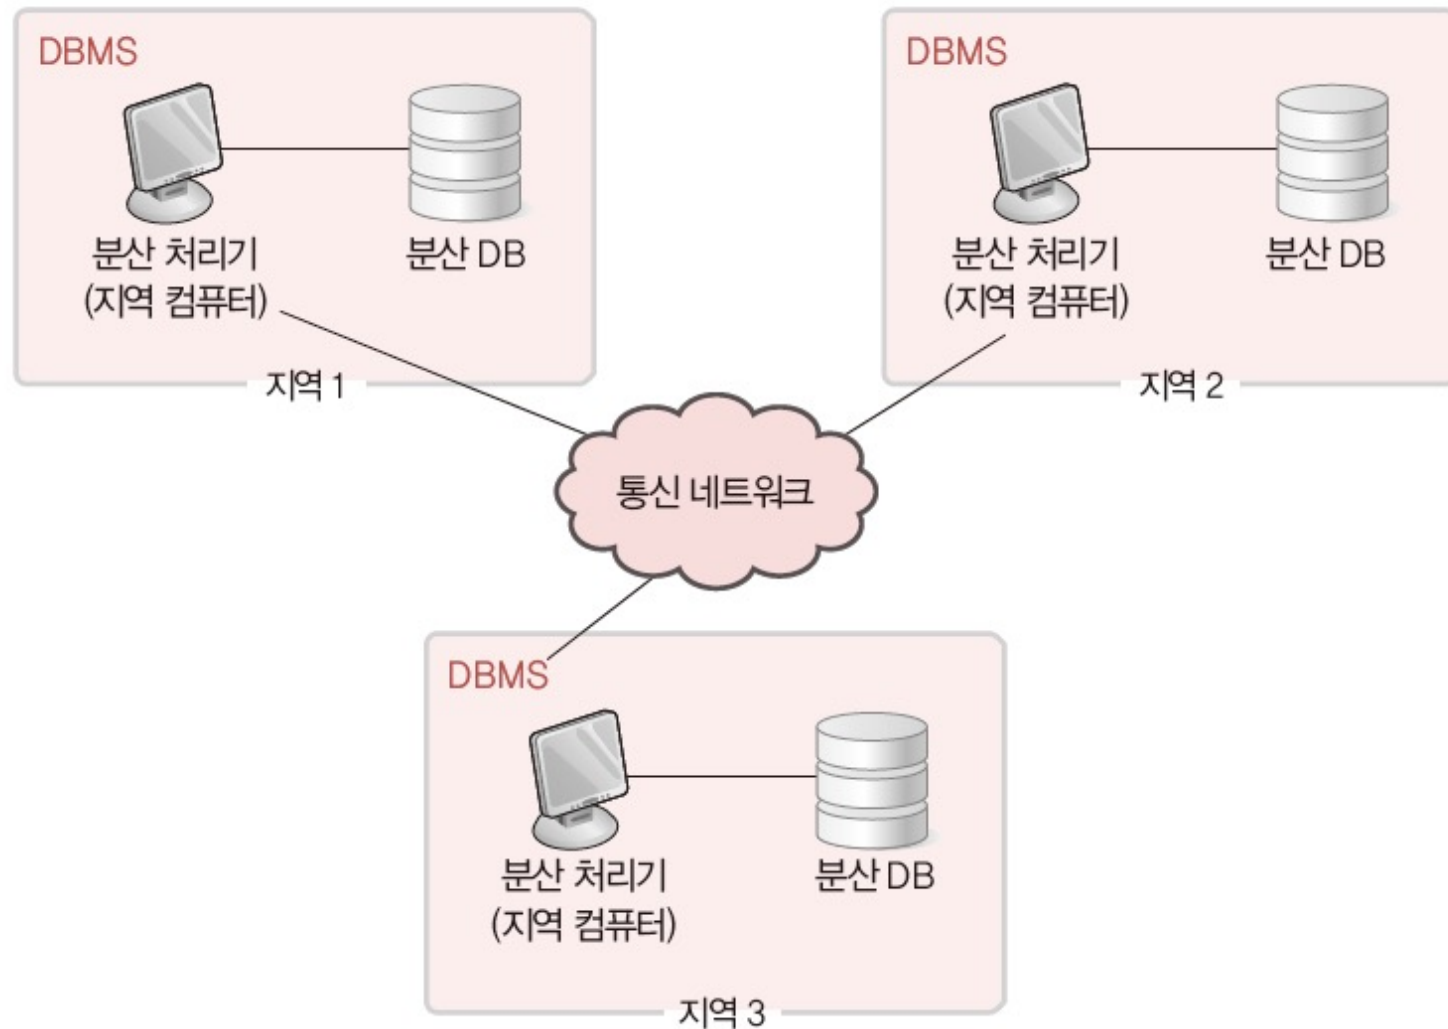 DBMS
분산 처리기
(지역 컴퓨터)
분산 DB
지역 1
DBMS
분산 처리기
(지역 컴퓨터)
분산 DB
지역 2
통신 네트워크
DBMS
분산 처리기
(지역 컴퓨터)
분산 DB
지역 3